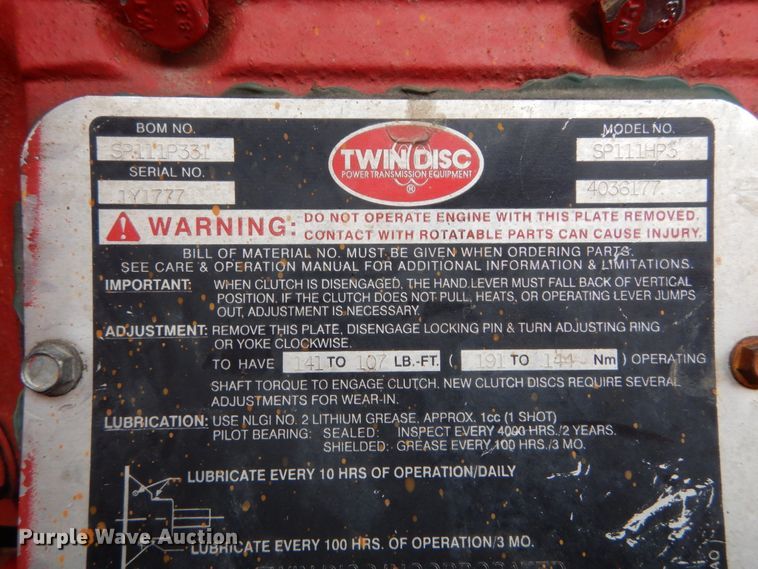 BOM NO.
SP111P331
SERIAL NO.
1Y1777
TWIN DISC
POWER TRANSMISSION EQUIPMENT
®
MODEL NO.
SP111HP3
4036177
WARNING: DO NOT OPERATE ENGINE WITH THIS PLATE REMOVED.
CONTACT WITH ROTATABLE PARTS CAN CAUSE INJURY.
BILL OF MATERIAL NO. MUST BE GIVEN WHEN ORDERING PARTS.
SEE CARE & OPERATION MANUAL FOR ADDITIONAL INFORMATION & LIMITATIONS.
IMPORTANT: WHEN CLUTCH IS DISENGAGED, THE HAND LEVER MUST FALL BACK OF VERTICAL
POSITION. IF THE CLUTCH DOES NOT PULL, HEATS, OR OPERATING LEVER JUMPS
OUT, ADJUSTMENT IS NECESSARY.
ADJUSTMENT: REMOVE THIS PLATE, DISENGAGE LOCKING PIN & TURN ADJUSTING RING
OR YOKE CLOCKWISE.
TO HAVE 141 TO 107 LB.-FT. ( 191 TO 144 Nm ) OPERATING
SHAFT TORQUE TO ENGAGE CLUTCH. NEW CLUTCH DISCS REQUIRE SEVERAL
ADJUSTMENTS FOR WEAR-IN.
LUBRICATION: USE NLGI NO. 2 LITHIUM GREASE, APPROX. 1cc (1 SHOT)
PILOT BEARING: SEALED: INSPECT EVERY 4000 HRS./2 YEARS.
SHIELDED: GREASE EVERY 100 HRS./3 MO.
LUBRICATE EVERY 10 HRS OF OPERATION/DAILY
LUBRICATE EVERY 100 HRS. OF OPERATION/3 MO.
Purple Wave Auction